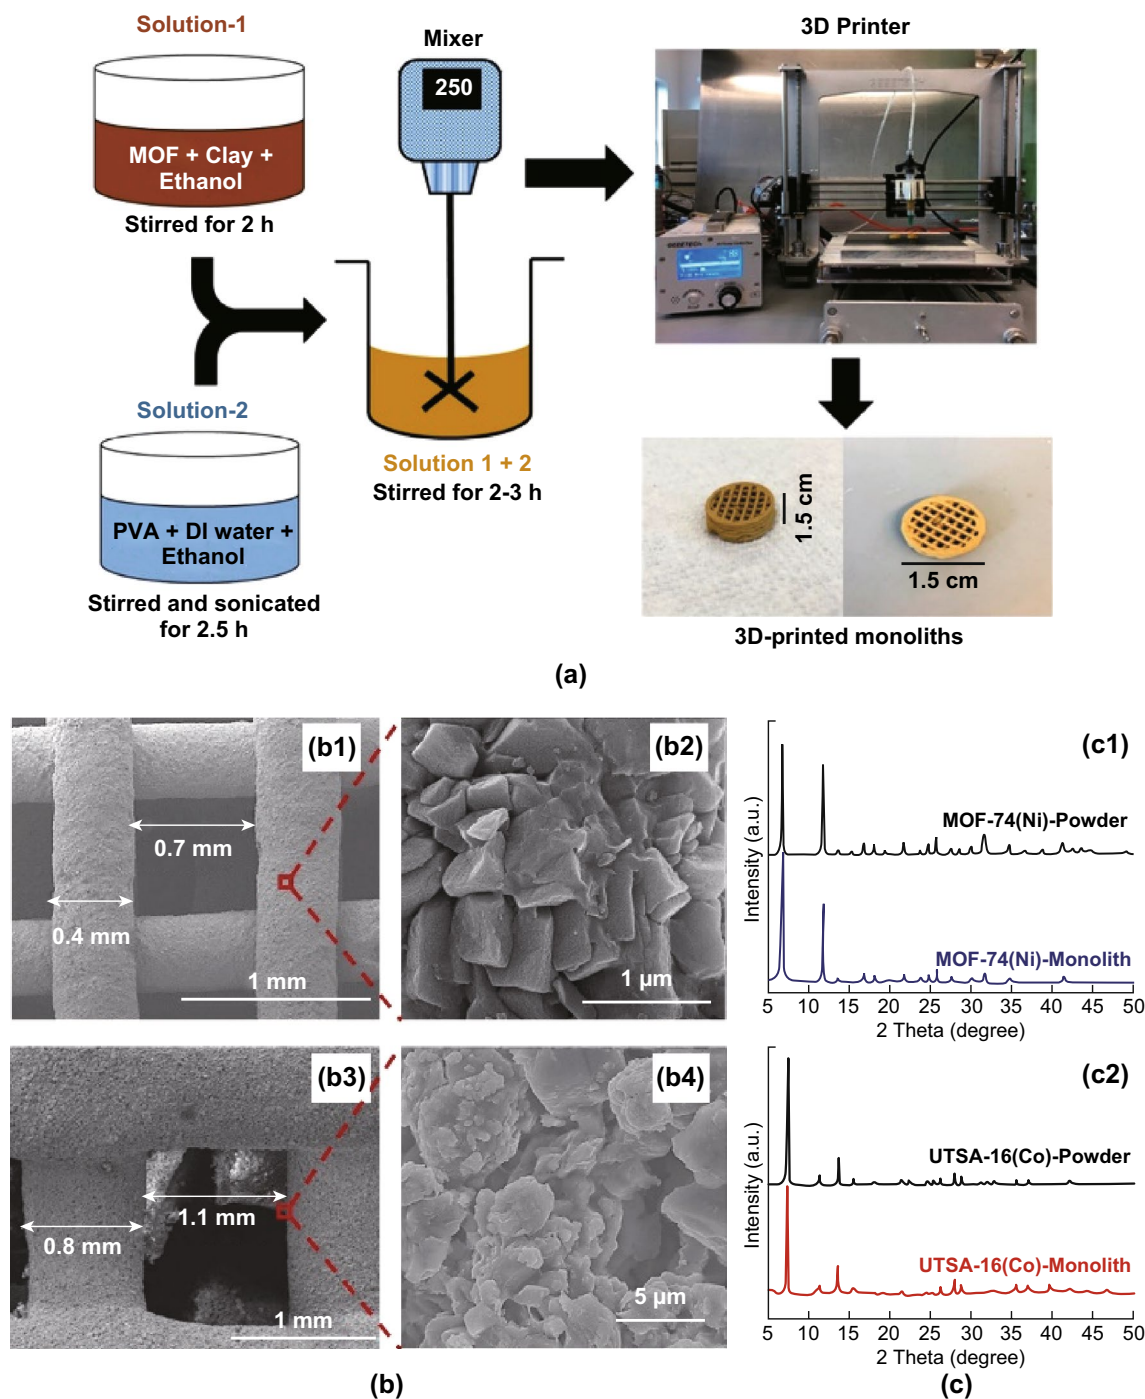 Solution-1
MOF + Clay +
Ethanol
Stirred for 2 h
Mixer
250
3D Printer
Solution-2
PVA + DI water +
Ethanol
Stirred and sonicated
for 2.5 h
Solution 1 + 2
Stirred for 2-3 h
1.5 cm
1.5 cm
3D-printed monoliths
(a)
(b1)
0.7 mm
0.4 mm
1 mm
(b2)
1 µm
(b3)
1.1 mm
0.8 mm
1 mm
(b4)
5 µm
(b)
(c1)
Intensity (a.u.)
MOF-74(Ni)-Powder
MOF-74(Ni)-Monolith
5 10 15 20 25 30 35 40 45 50
2 Theta (degree)
(c2)
Intensity (a.u.)
UTSA-16(Co)-Powder
UTSA-16(Co)-Monolith
5 10 15 20 25 30 35 40 45 50
2 Theta (degree)
(c)